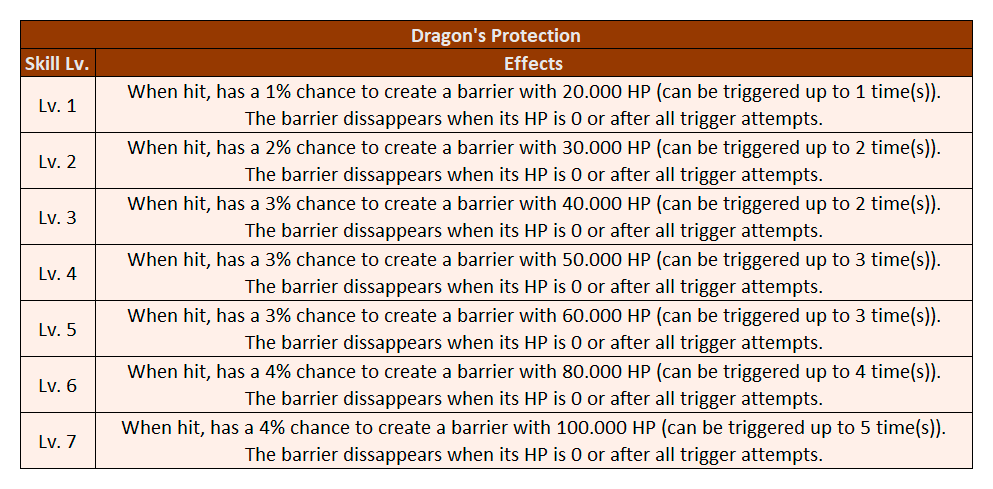 Dragon's Protection
Skill Lv. Effects
Lv. 1 When hit, has a 1% chance to create a barrier with 20.000 HP (can be triggered up to 1 time(s)).
The barrier dissappears when its HP is 0 or after all trigger attempts.
Lv. 2 When hit, has a 2% chance to create a barrier with 30.000 HP (can be triggered up to 2 time(s)).
The barrier dissappears when its HP is 0 or after all trigger attempts.
Lv. 3 When hit, has a 3% chance to create a barrier with 40.000 HP (can be triggered up to 2 time(s)).
The barrier dissappears when its HP is 0 or after all trigger attempts.
Lv. 4 When hit, has a 3% chance to create a barrier with 50.000 HP (can be triggered up to 3 time(s)).
The barrier dissappears when its HP is 0 or after all trigger attempts.
Lv. 5 When hit, has a 3% chance to create a barrier with 60.000 HP (can be triggered up to 3 time(s)).
The barrier dissappears when its HP is 0 or after all trigger attempts.
Lv. 6 When hit, has a 4% chance to create a barrier with 80.000 HP (can be triggered up to 4 time(s)).
The barrier dissappears when its HP is 0 or after all trigger attempts.
Lv. 7 When hit, has a 4% chance to create a barrier with 100.000 HP (can be triggered up to 5 time(s)).
The barrier dissappears when its HP is 0 or after all trigger attempts.